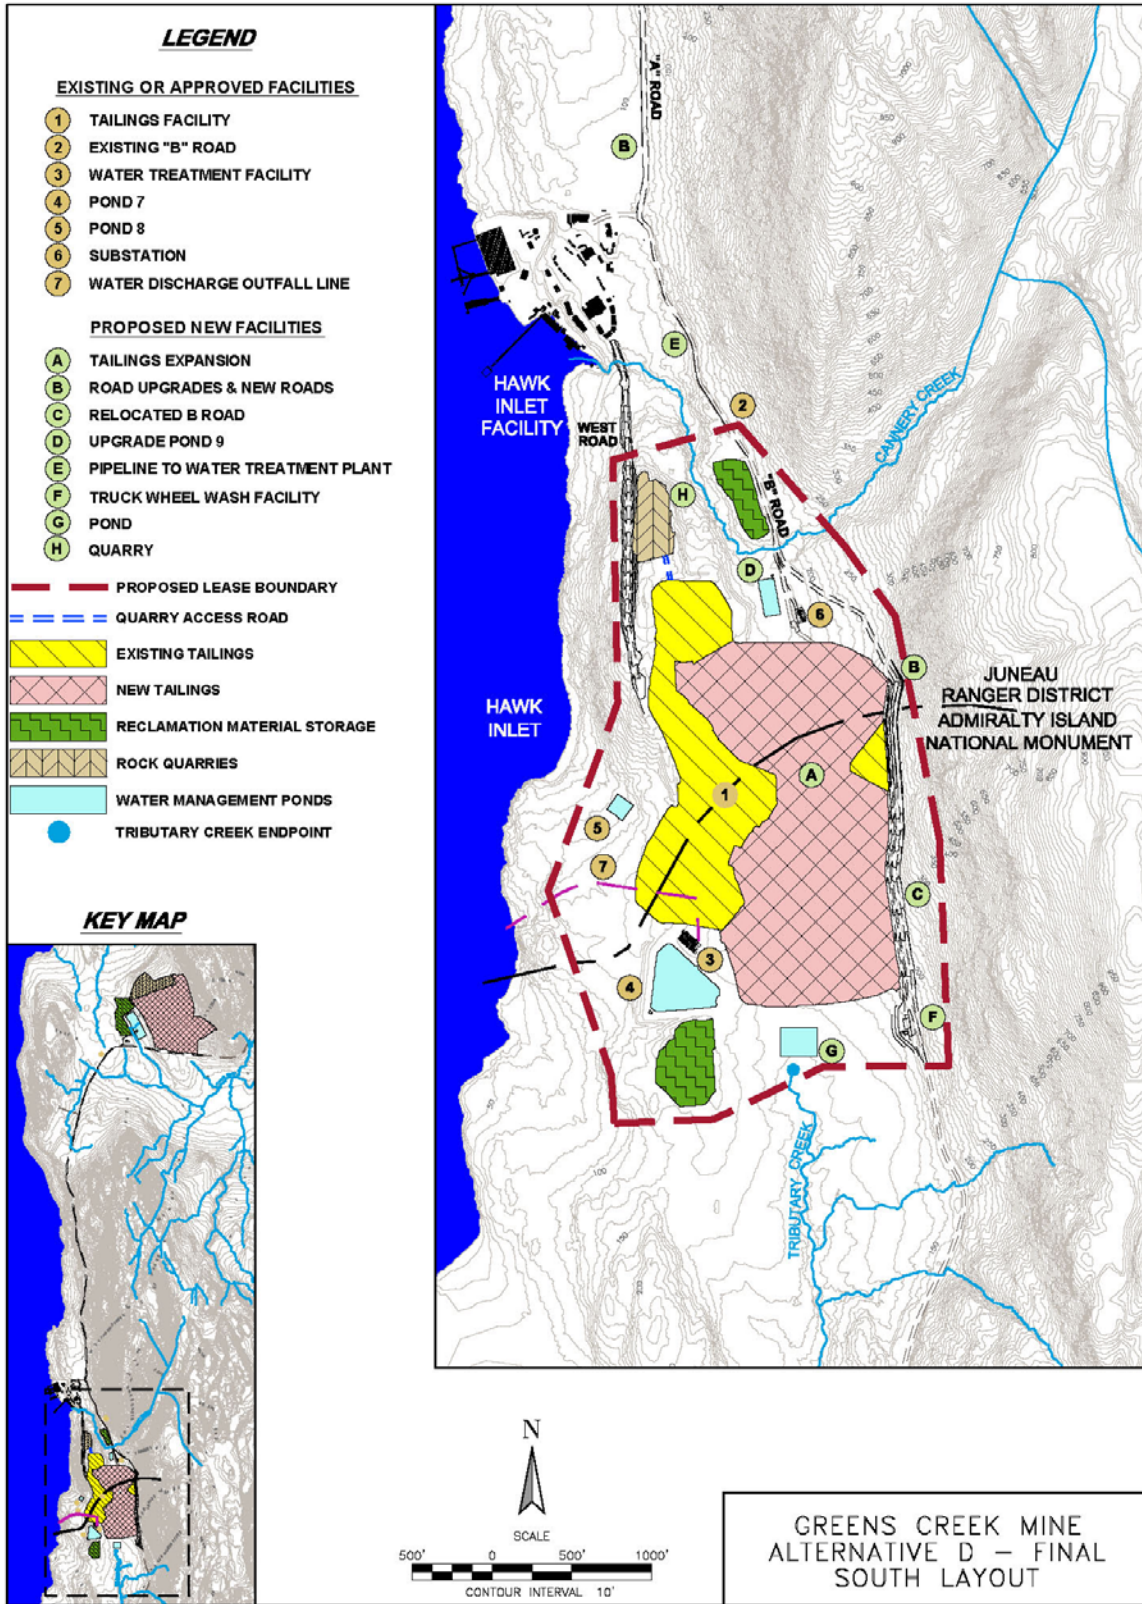 LEGEND
EXISTING OR APPROVED FACILITIES
1 TAILINGS FACILITY
2 EXISTING "B" ROAD
3 WATER TREATMENT FACILITY
4 POND 7
5 POND 8
6 SUBSTATION
7 WATER DISCHARGE OUTFALL LINE
PROPOSED NEW FACILITIES
A TAILINGS EXPANSION
B ROAD UPGRADES & NEW ROADS
C RELOCATED B ROAD
D UPGRADE POND 9
E PIPELINE TO WATER TREATMENT PLANT
F TRUCK WHEEL WASH FACILITY
G POND
H QUARRY
PROPOSED LEASE BOUNDARY
QUARRY ACCESS ROAD
EXISTING TAILINGS
NEW TAILINGS
RECLAMATION MATERIAL STORAGE
ROCK QUARRIES
WATER MANAGEMENT PONDS
TRIBUTARY CREEK ENDPOINT
KEY MAP
"A" ROAD
B
E
HAWK
INLET
FACILITY
WEST
ROAD
2
CANNERY CREEK
H
"B" ROAD
D
6
B
JUNEAU
RANGER DISTRICT
ADMIRALTY ISLAND
NATIONAL MONUMENT
HAWK
INLET
A
1
5
7
C
3
4
F
G
TRIBUTARY CREEK
N
SCALE
500' 0 500' 1000'
CONTOUR INTERVAL 10'
GREENS CREEK MINE
ALTERNATIVE D – FINAL
SOUTH LAYOUT